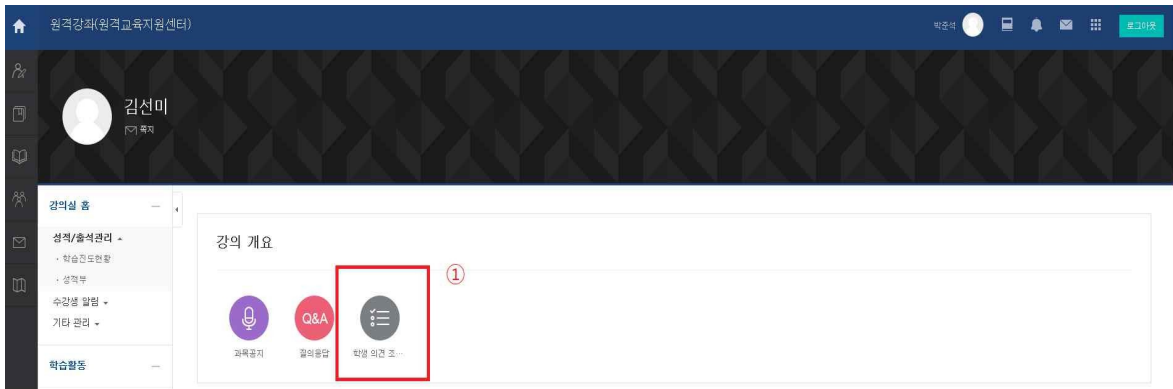 원격강좌(원격교육지원센터)
박준석
로그아웃
김선미
쪽지
강의실 홈
성적/출석관리
· 학습진도현황
· 성적부
수강생 알림
기타 관리
학습활동
강의 개요
①
과목공지
Q&A
질의응답
학생 의견 조…